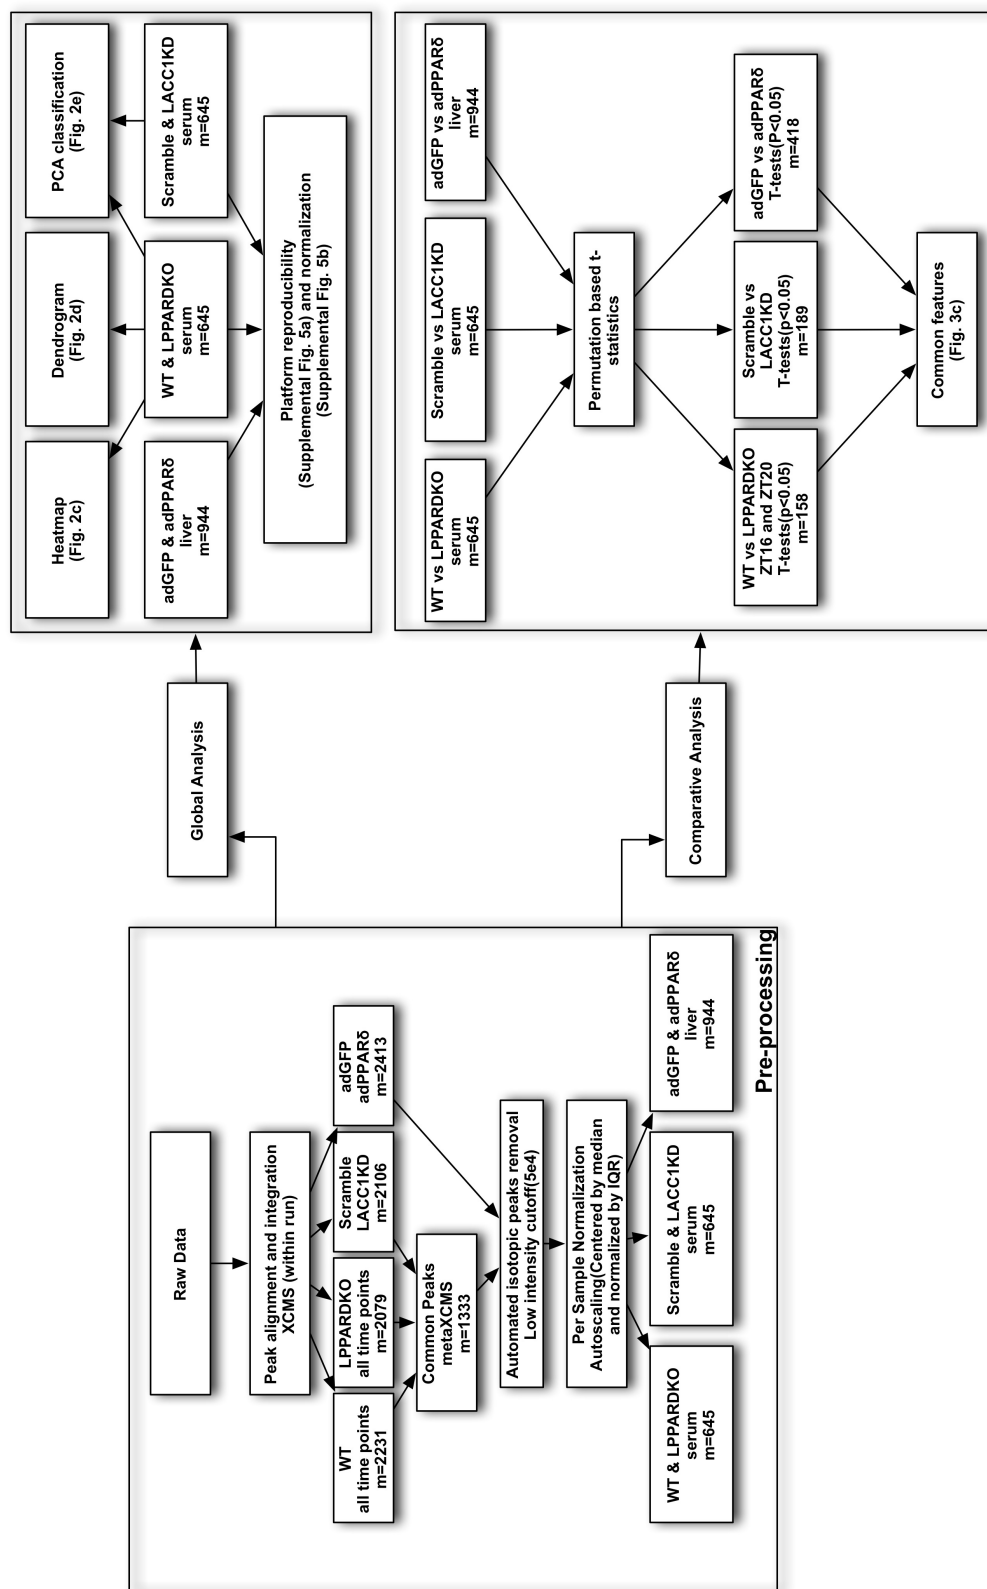 Raw Data
Peak alignment and integration
XCMS (within run)
WT
all time points
m=2231
LPPARDKO
all time points
m=2079
Scramble
LACC1KD
m=2106
adGFP
adPPARδ
m=2413
Common Peaks
metaXCMS
m=1333
Automated isotopic peaks removal
Low intensity cutoff(5e4)
Per Sample Normalization
Autoscaling(Centered by median
and normalized by IQR)
WT & LPPARDKO
serum
m=645
Scramble & LACC1KD
serum
m=645
adGFP & adPPARδ
liver
m=944
Pre-processing
Global Analysis
Comparative Analysis
Heatmap
(Fig. 2c)
Dendrogram
(Fig. 2d)
PCA classification
(Fig. 2e)
adGFP & adPPARδ
liver
m=944
WT & LPPARDKO
serum
m=645
Scramble & LACC1KD
serum
m=645
Platform reproducibility
(Supplemental Fig. 5a) and normalization
(Supplemental Fig. 5b)
WT vs LPPARDKO
serum
m=645
Scramble vs LACC1KD
serum
m=645
adGFP vs adPPARδ
liver
m=944
Permutation based t-
statistics
WT vs LPPARDKO
ZT16 and ZT20
T-tests(p<0.05)
m=158
Scramble vs
LACC1KD
T-tests(p<0.05)
m=189
adGFP vs adPPARδ
T-tests(P<0.05)
m=418
Common features
(Fig. 3c)